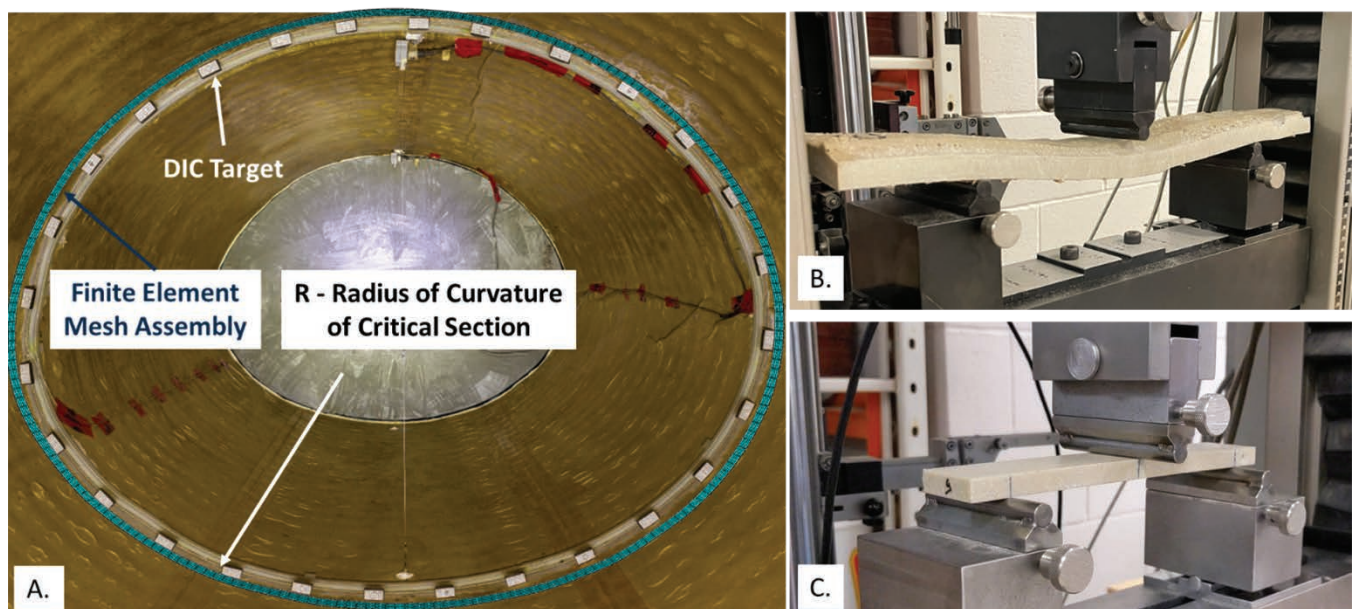 DIC Target
Finite Element
Mesh Assembly
R - Radius of Curvature
of Critical Section
A.
B.
C.